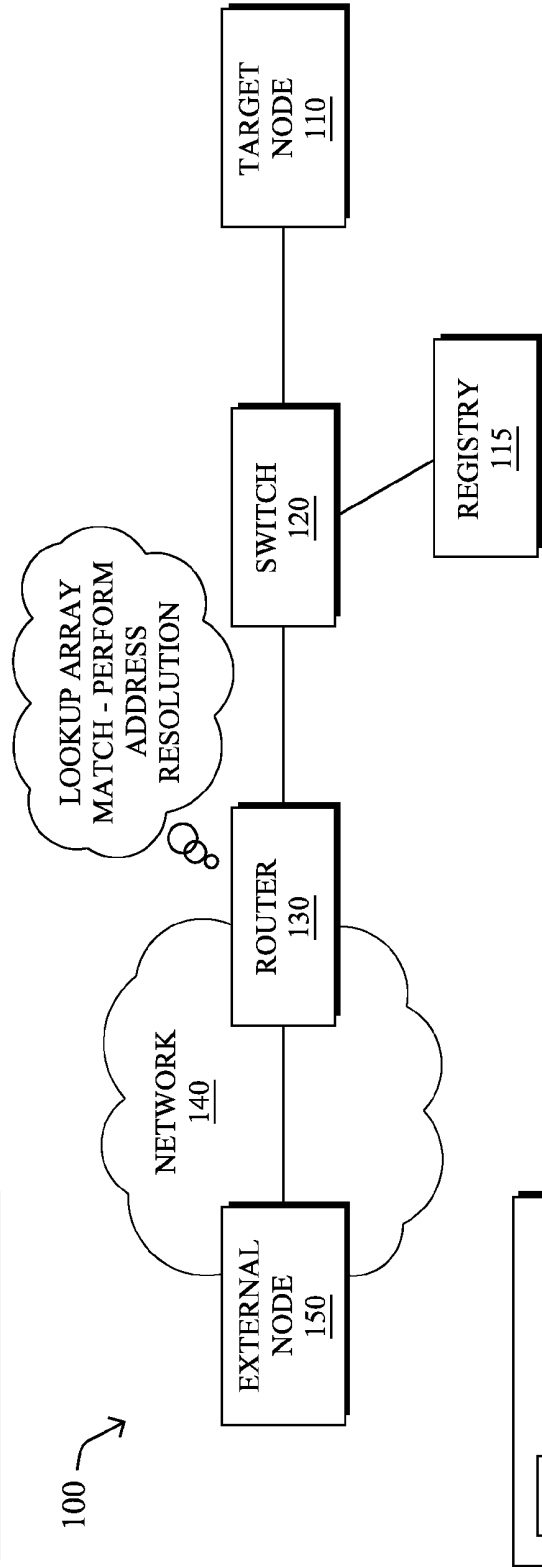 100
EXTERNAL
NODE
150
NETWORK
140
ROUTER
130
LOOKUP ARRAY
MATCH - PERFORM
ADDRESS
RESOLUTION
SWITCH
120
REGISTRY
115
TARGET
NODE
110